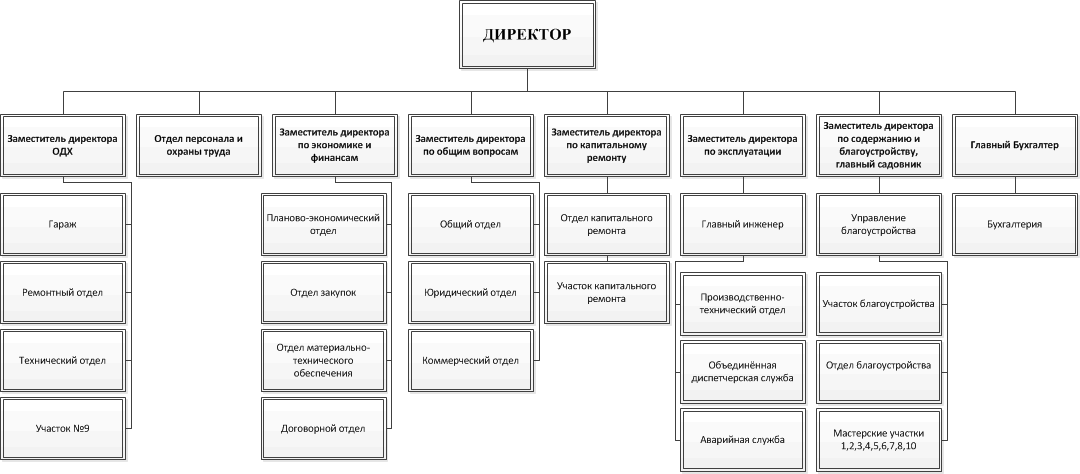 ДИРЕКТОР
Заместитель директора
ОДХ
Отдел персонала и
охраны труда
Заместитель директора
по экономике и
финансам
Заместитель директора
по общим вопросам
Заместитель директора
по капитальному
ремонту
Заместитель директора
по эксплуатации
Заместитель директора
по содержанию и
благоустройству,
главный садовник
Главный Бухгалтер
Гараж
Планово-экономический
отдел
Общий отдел
Отдел капитального
ремонта
Главный инженер
Управление
благоустройства
Бухгалтерия
Ремонтный отдел
Отдел закупок
Юридический отдел
Участок капитального
ремонта
Производственно-
технический отдел
Участок благоустройства
Технический отдел
Отдел материально-
технического
обеспечения
Коммерческий отдел
Объединённая
диспетчерская служба
Отдел благоустройства
Участок №9
Договорной отдел
Аварийная служба
Мастерские участки
1,2,3,4,5,6,7,8,10